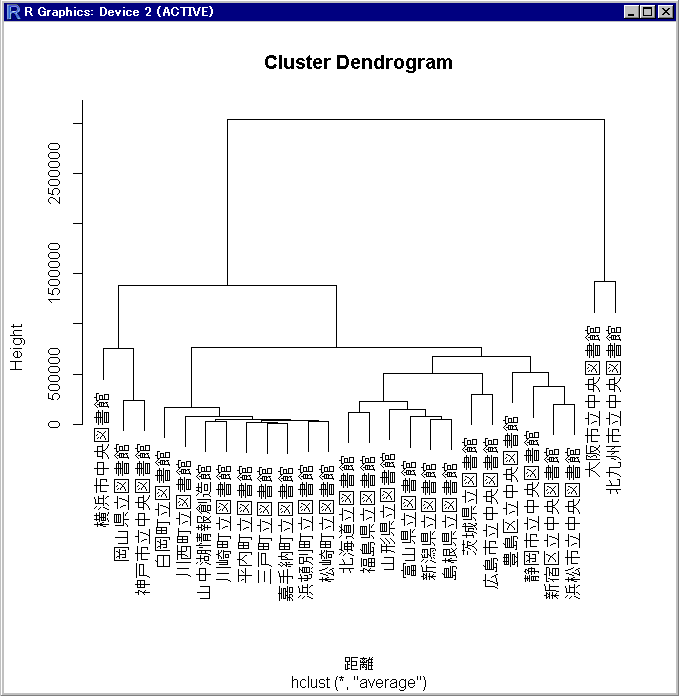 R Graphics: Device 2 (ACTIVE)
Cluster Dendrogram
Height
0
500000
1500000
2500000
横浜市中央図書館
岡山県立図書館
神戸市立中央図書館
白岡町立図書館
川西町立図書館
山中湖情報創造館
川崎町立図書館
平内町立図書館
三戸町立図書館
嘉手納町立図書館
浜頓別町立図書館
松崎町立図書館
北海道立図書館
福島県立図書館
山形県立図書館
富山県立図書館
新潟県立図書館
島根県立図書館
茨城県立図書館
広島市立中央図書館
豊島区立中央図書館
静岡市立中央図書館
新宿区立中央図書館
浜松市立中央図書館
大阪市立中央図書館
北九州市立中央図書館
距離
hclust (*, "average")